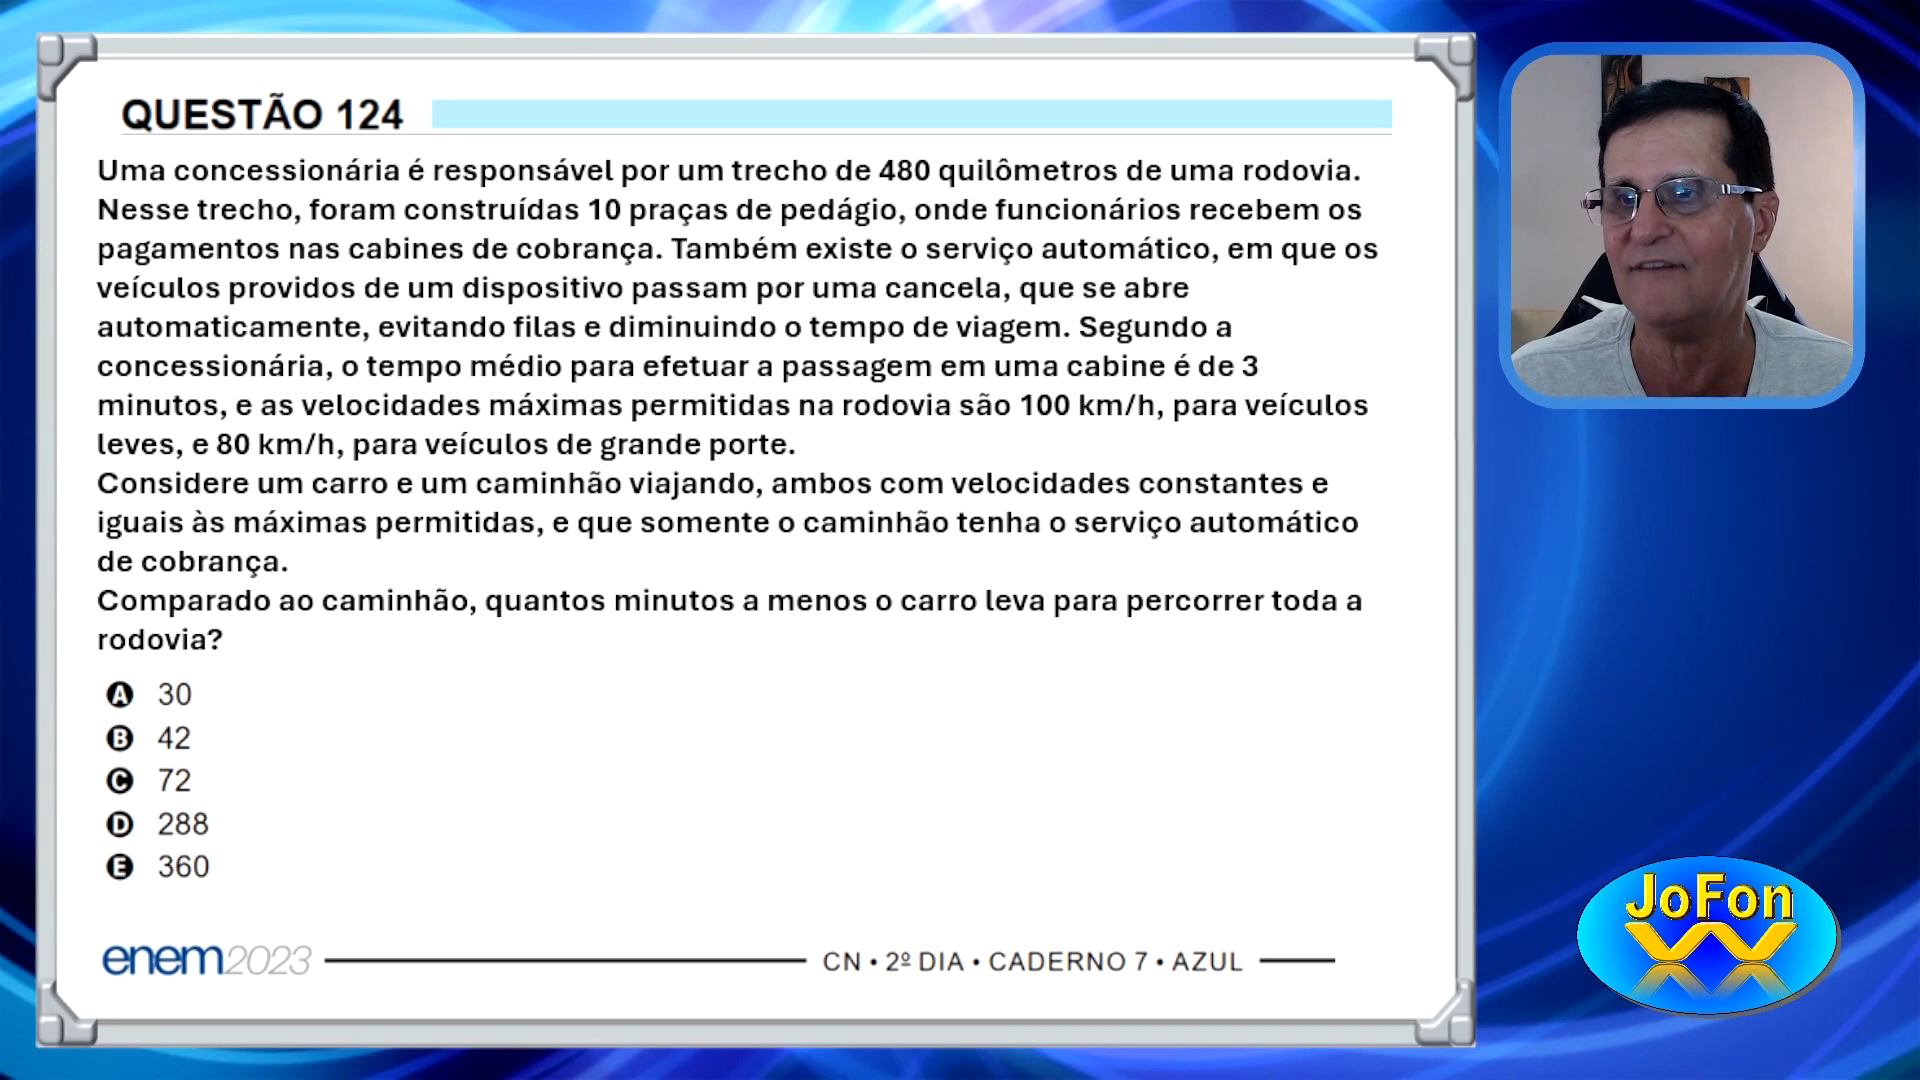 QUESTÃO 124
Uma concessionária é responsável por um trecho de 480 quilômetros de uma rodovia.
Nesse trecho, foram construídas 10 praças de pedágio, onde funcionários recebem os
pagamentos nas cabines de cobrança. Também existe o serviço automático, em que os
veículos providos de um dispositivo passam por uma cancela, que se abre
automaticamente, evitando filas e diminuindo o tempo de viagem. Segundo a
concessionária, o tempo médio para efetuar a passagem em uma cabine é de 3
minutos, e as velocidades máximas permitidas na rodovia são 100 km/h, para veículos
leves, e 80 km/h, para veículos de grande porte.
Considere um carro e um caminhão viajando, ambos com velocidades constantes e
iguais às máximas permitidas, e que somente o caminhão tenha o serviço automático
de cobrança.
Comparado ao caminhão, quantos minutos a menos o carro leva para percorrer toda a
rodovia?
A 30
B 42
C 72
D 288
E 360
enem2023
CN • 2º DIA • CADERNO 7 • AZUL
JoFon